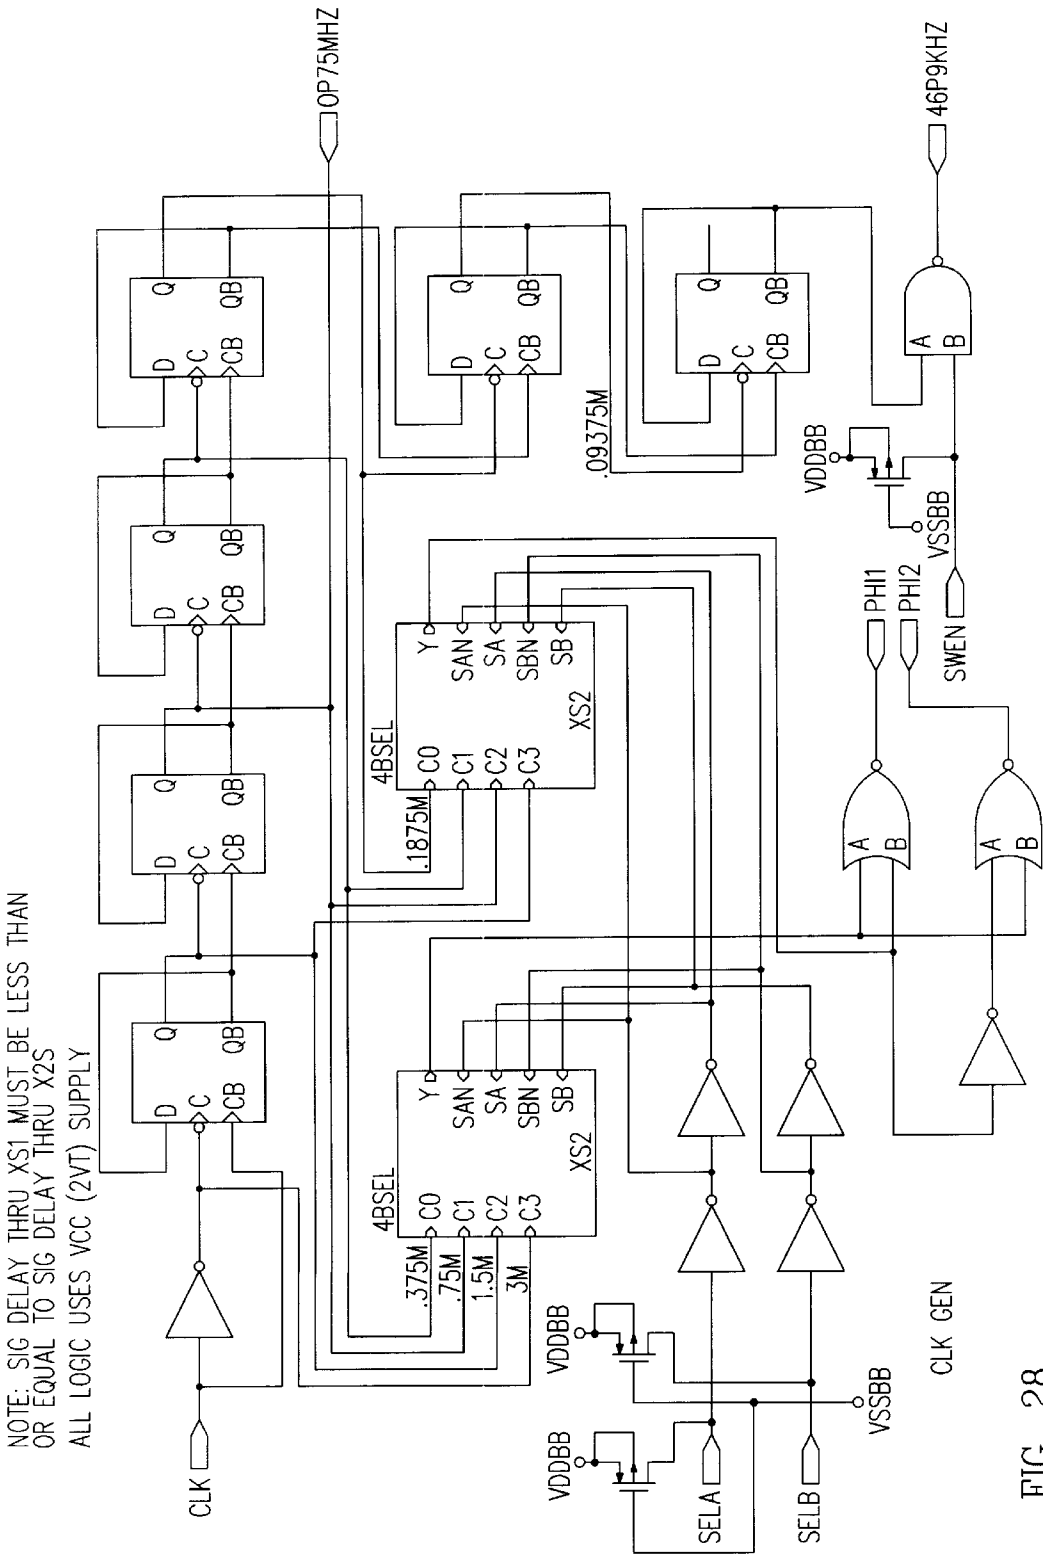 NOTE: SIG DELAY THRU XS1 MUST BE LESS THAN
OR EQUAL TO SIG DELAY THRU X2S
ALL LOGIC USES VCC (2VT) SUPPLY
CLK
D
C
CB
Q
QB
D
C
CB
Q
QB
D
C
CB
Q
QB
D
C
CB
Q
QB
0P75MHZ
4BSEL
.375M
.75M
1.5M
3M
C0
C1
C2
C3
Y
SAN
SA
SBN
SB
XS2
4BSEL
.1875M
C0
C1
C2
C3
Y
SAN
SA
SBN
SB
XS2
D
C
CB
Q
QB
.09375M
D
C
CB
Q
QB
VDDBB
VDDBB
SELA
SELB
VSSBB
A
B
PHI1
A
B
PHI2
VDDBB
VSSBB
SWEN
A
B
46P9KHZ
CLK GEN
FIG. 28